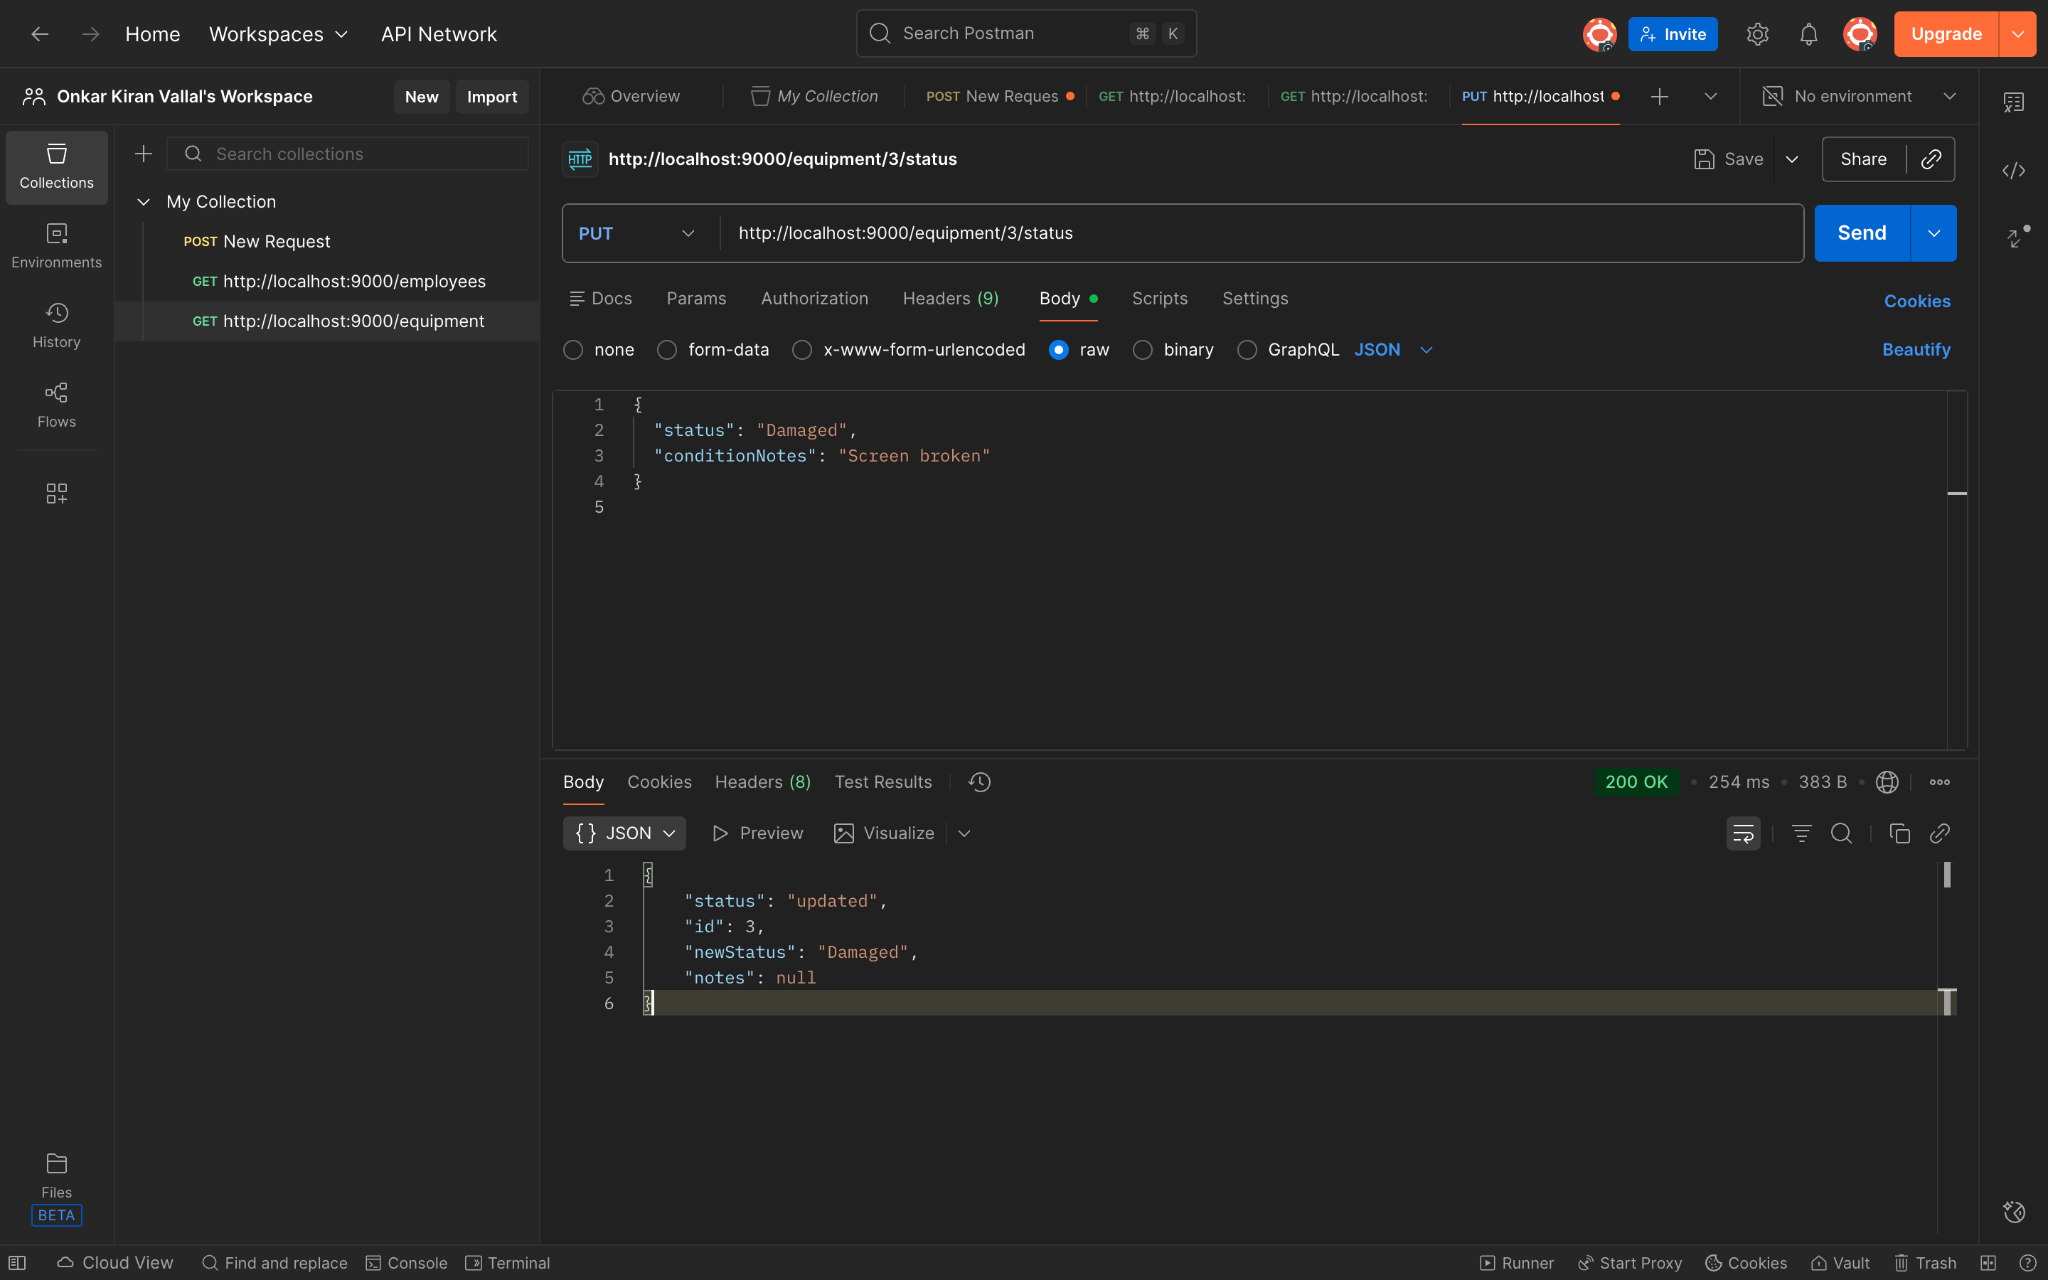 Home Workspaces API Network Search Postman ⌘ K Invite Upgrade
Onkar Kiran Vallal's Workspace New Import Overview My Collection POST New Reques GET http://localhost: GET http://localhost: PUT http://localhost No environment
Collections
Environments
History
Flows
Files
BETA
Search collections
My Collection
POST New Request
GET http://localhost:9000/employees
GET http://localhost:9000/equipment
HTTP http://localhost:9000/equipment/3/status Save Share
PUT http://localhost:9000/equipment/3/status Send
Docs Params Authorization Headers (9) Body Scripts Settings Cookies
none form-data x-www-form-urlencoded raw binary GraphQL JSON Beautify
1 {
2 "status": "Damaged",
3 "conditionNotes": "Screen broken"
4 }
5
Body Cookies Headers (8) Test Results 200 OK • 254 ms • 383 B •
{} JSON Preview Visualize
1 {
2 "status": "updated",
3 "id": 3,
4 "newStatus": "Damaged",
5 "notes": null
6 }
Cloud View Find and replace Console Terminal Runner Start Proxy Cookies Vault Trash